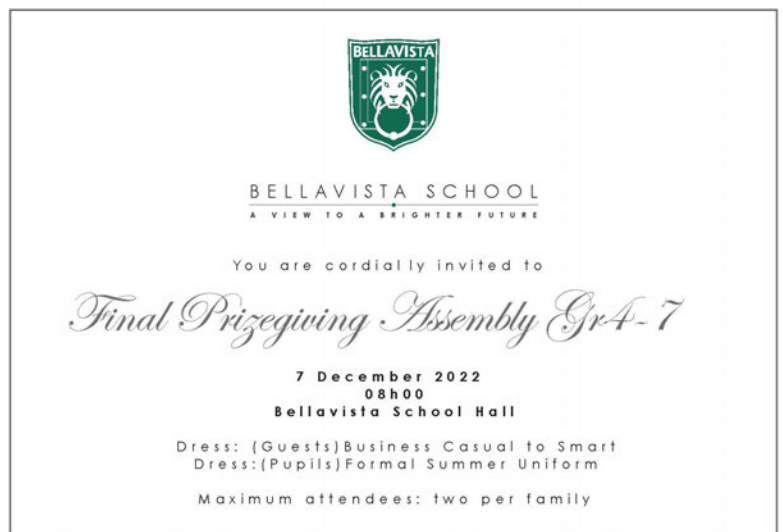 BELLAVISTA
BELLAVISTA SCHOOL
A VIEW TO A BRIGHTER FUTURE
You are cordially invited to
Final Prizegiving Assembly Gr4-7
7 December 2022
08h00
Bellavista School Hall
Dress: (Guests)Business Casual to Smart
Dress:(Pupils)Formal Summer Uniform
Maximum attendees: two per family